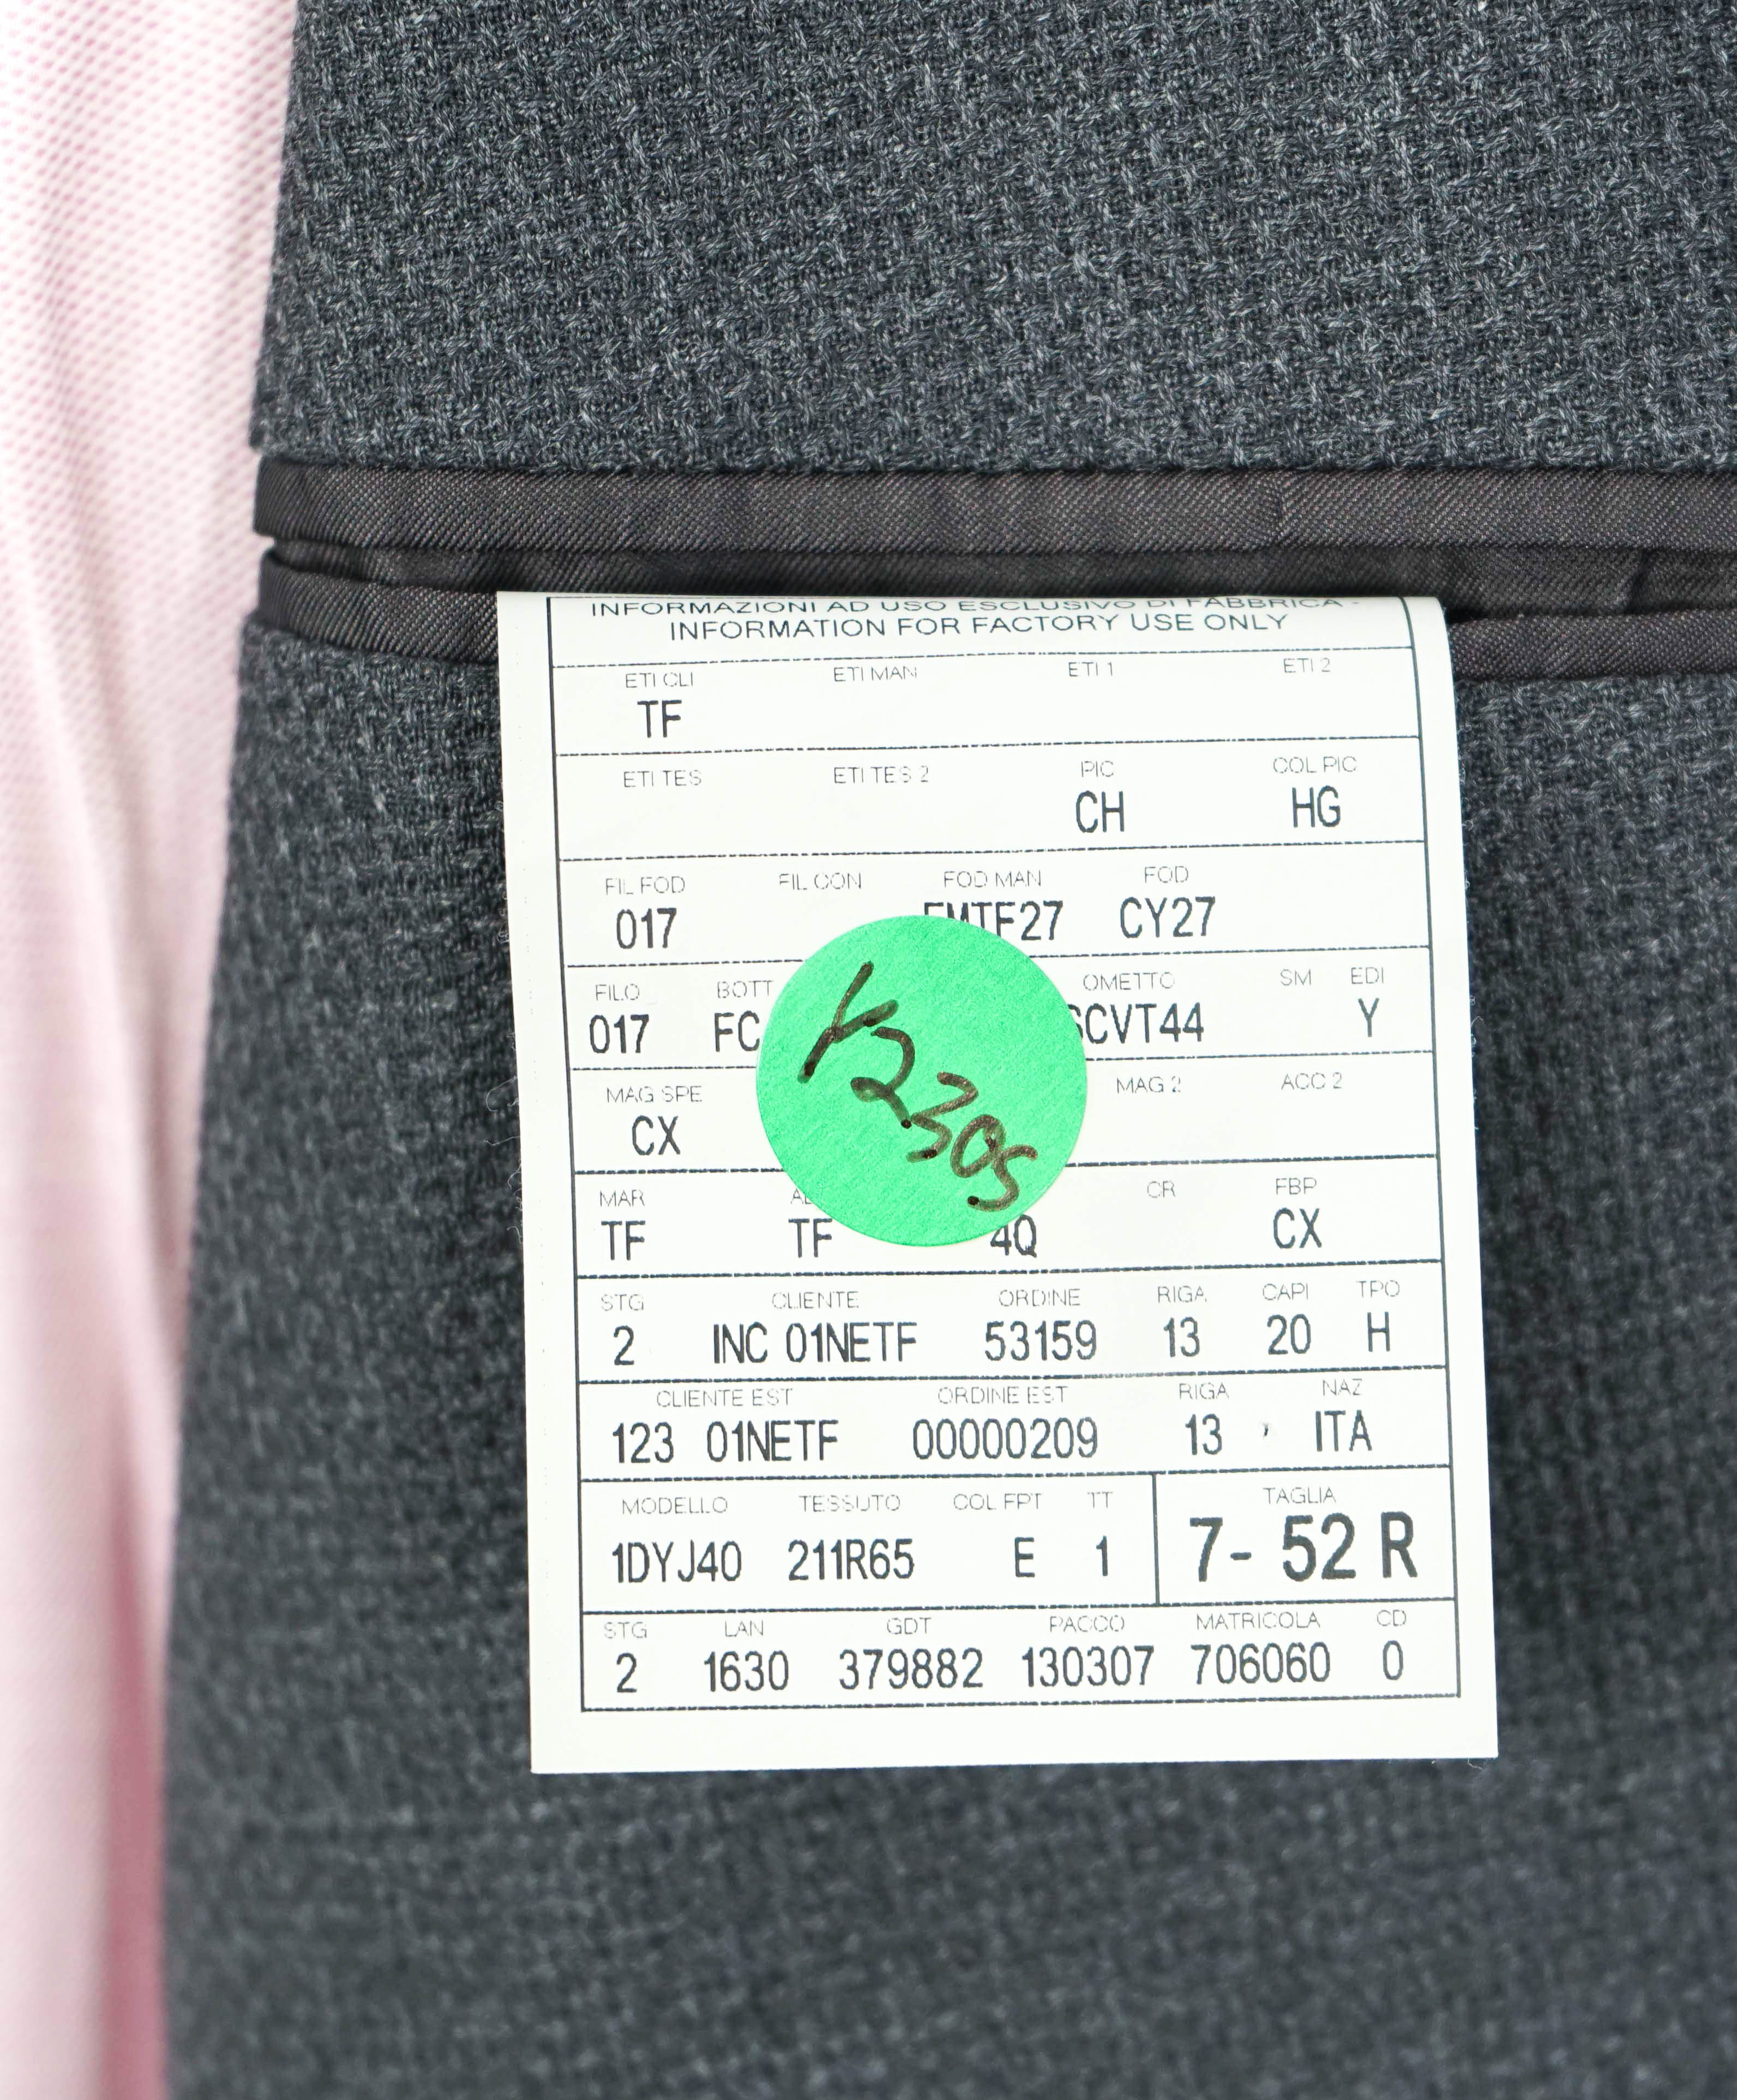 INFORMAZIONI AD USO ESCLUSIVO DI FABBRICA -
INFORMATION FOR FACTORY USE ONLY
ETI CLI ETI MAN ETI 1 ETI 2
TF
ETI TES ETI TES 2 PIC COL PIC
CH HG
FIL FOD FIL CON FOD MAN FOD
017 FMTF27 CY27
FILO BOTT OMETTO SM EDI
017 FC SCVT44 Y
Y2305
MAG SPE MAG 2 ACC 2
CX
MAR CR FBP
TF TF 4Q CX
STG CLIENTE ORDINE RIGA CAPI TPO
2 INC 01NETF 53159 13 20 H
CLIENTE EST ORDINE EST RIGA NAZ
123 01NETF 00000209 13 ITA
MODELLO TESSUTO COL FPT TT TAGLIA
1DYJ40 211R65 E 1 7- 52 R
STG LAN GDT PACCO MATRICOLA CD
2 1630 379882 130307 706060 0